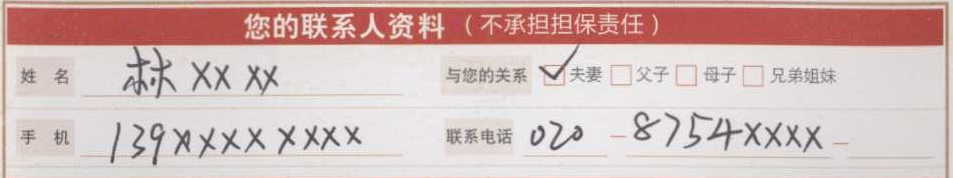 您的联系人资料（不承担担保责任）
姓 名 林 XX XX 与您的关系 ☑夫妻 □父子 □母子 □兄弟姐妹
手 机 139XXXXXXXX 联系电话 020 - 8754XXXX -